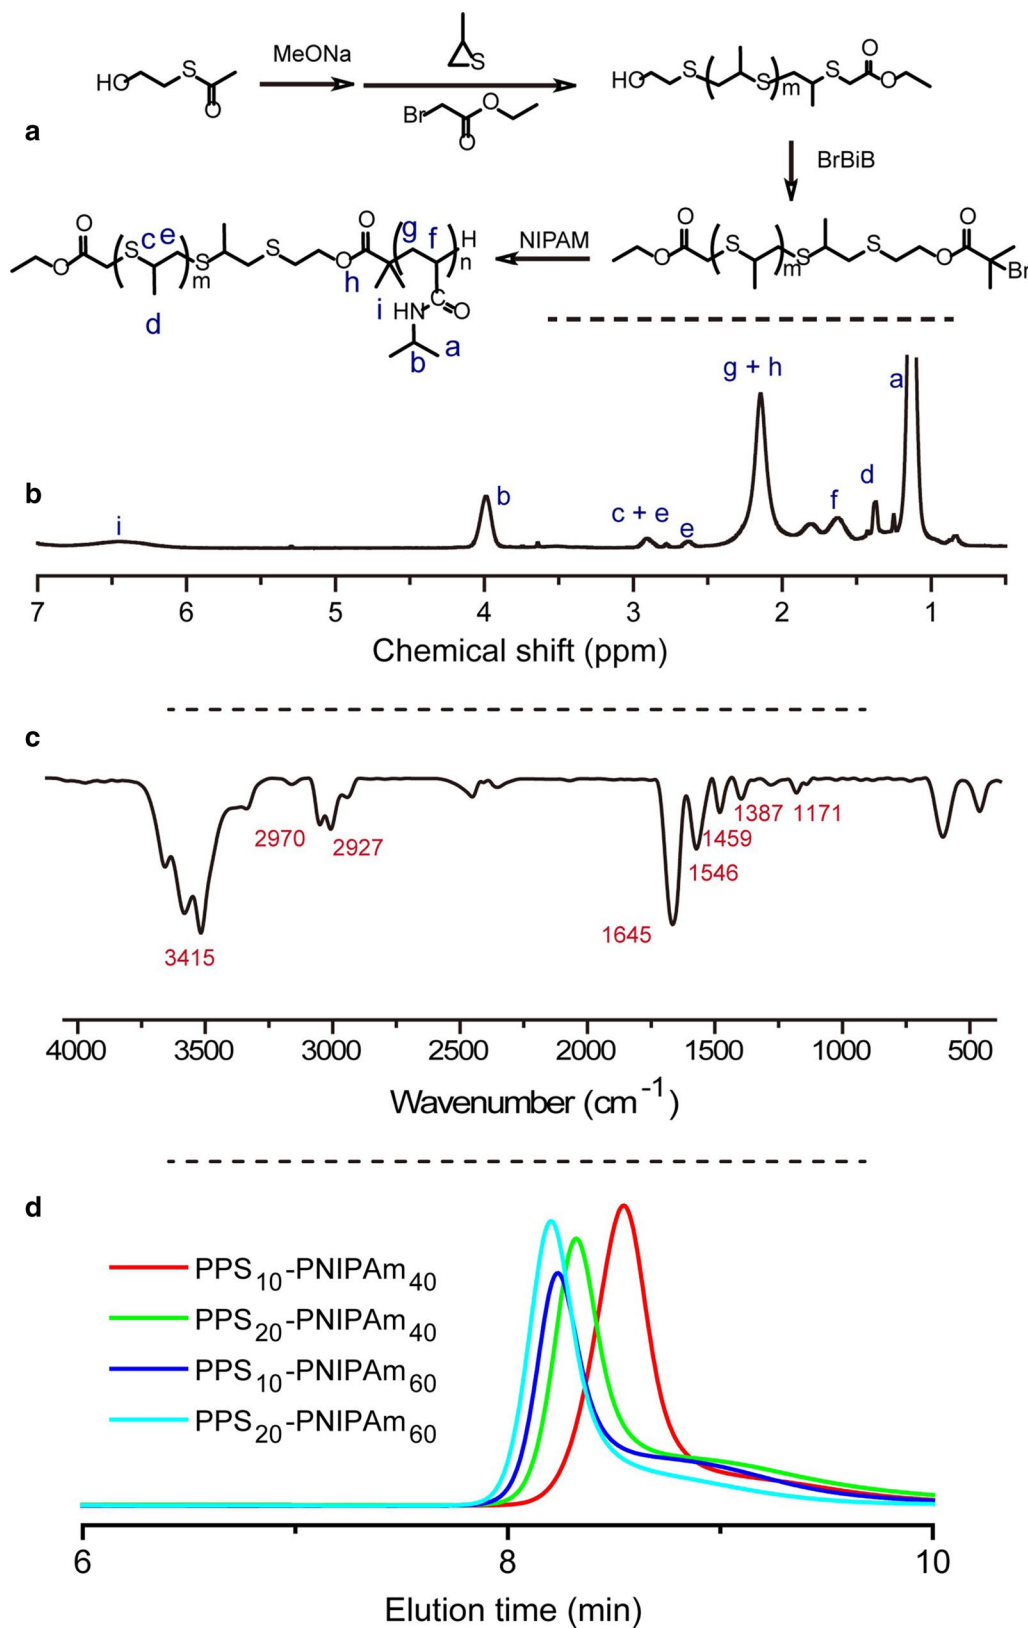 MeONa
HO
S
O
S
Br
O
O
HO
S
S
m
S
O
O
a
BrBiB
O
O
S
c
e
S
m
S
O
O
g
f
H
n
NIPAM
O
O
S
S
m
S
O
O
Br
h
i
d
HN
C
O
a
b
g + h
a
b
i
b
c + e
e
f
d
7 6 5 4 3 2 1
Chemical shift (ppm)
c
2970
2927
1387
1171
1459
1546
1645
3415
4000 3500 3000 2500 2000 1500 1000 500
Wavenumber (cm-1)
d
PPS10-PNIPAm40
PPS20-PNIPAm40
PPS10-PNIPAm60
PPS20-PNIPAm60
6 8 10
Elution time (min)